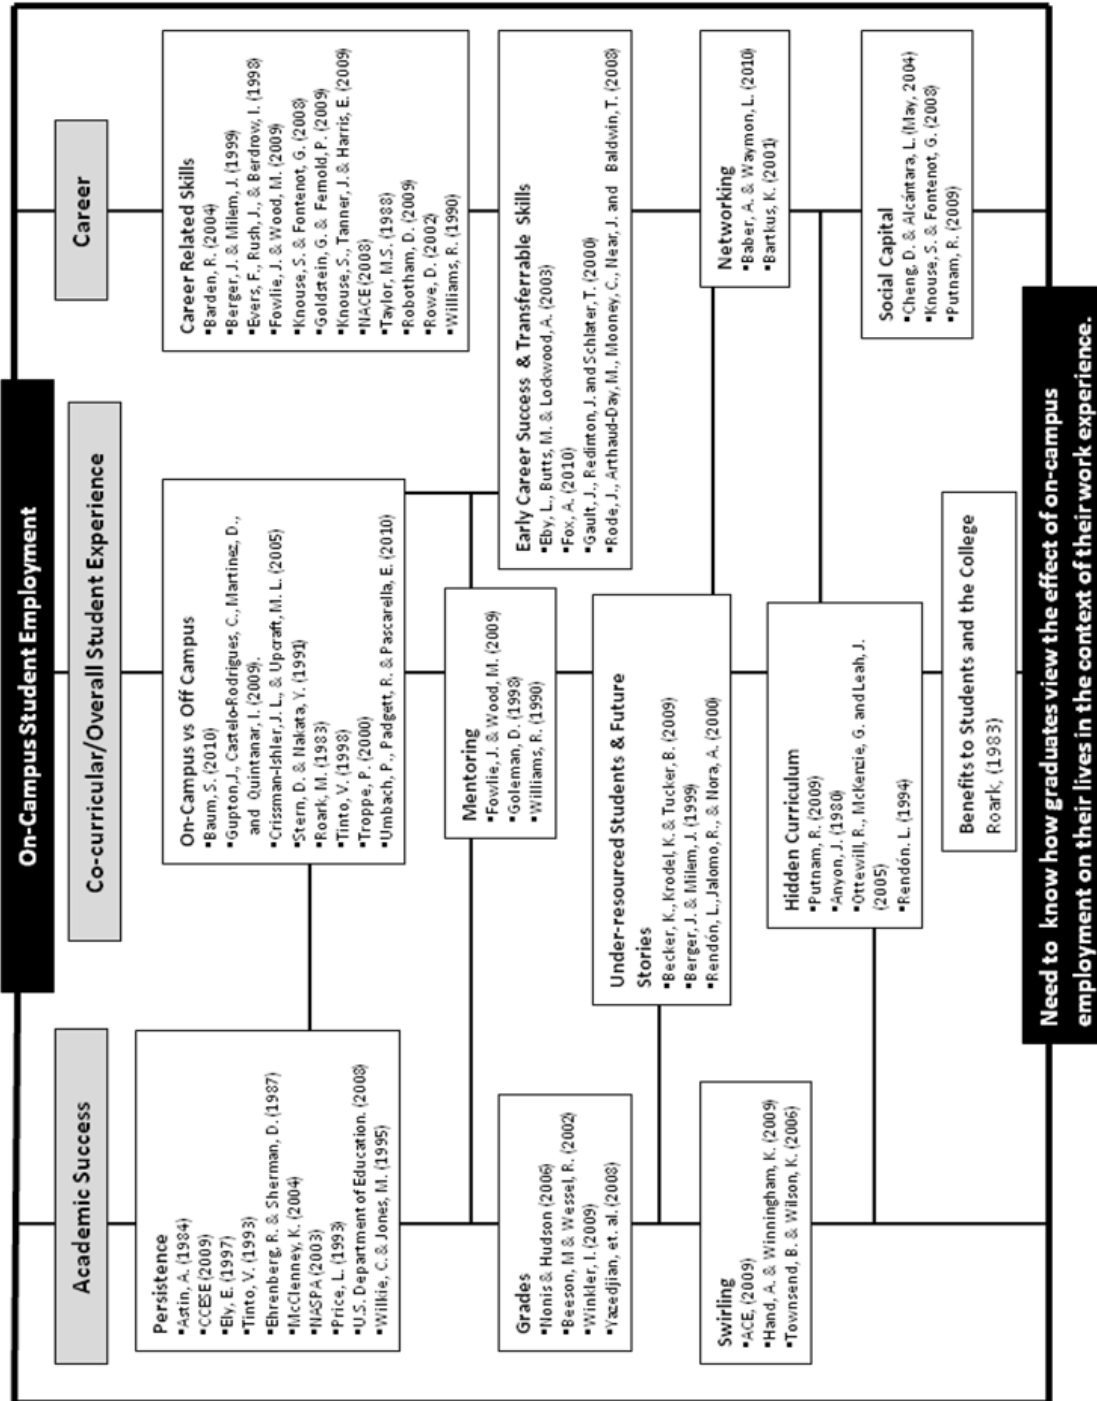 On-Campus Student Employment
Academic Success
Co-curricular/Overall Student Experience
Career
Persistence
▪Astin, A. (1984)
▪CCESE (2009)
▪Ely, E. (1997)
▪Tinto, V. (1993)
▪Ehrenberg, R. & Sherman, D. (1987)
▪McClenney, K. (2004)
▪NASPA (2003)
▪Price, L. (1993)
▪U.S. Department of Education. (2008)
▪Wilkie, C. & Jones, M. (1995)
Grades
▪Nonis & Hudson (2006)
▪Beeson, M & Wessel, R. (2002)
▪Winkler, I. (2009)
▪Yazedjian, et. al. (2008)
Swirling
▪ACE, (2009)
▪Hand, A. & Winningham, K. (2009)
▪Townsend, B. & Wilson, K. (2006)
On-Campus vs Off Campus
▪Baum, S. (2010)
▪Gupton, J., Castelo-Rodrigues, C., Martinez, D.,
and Quintanar, I. (2009).
▪Crissman-Ishler, J. L., & Upcraft, M. L. (2005)
▪Stern, D. & Nakata, Y. (1991)
▪Roark, M. (1983)
▪Tinto, V. (1998)
▪Troppe, P. (2000)
▪Umbach, P., Padgett, R. & Pascarella, E. (2010)
Mentoring
▪Fowlie, J. & Wood, M. (2009)
▪Goleman, D. (1998)
▪Williams, R. (1990)
Under-resourced Students & Future
Stories
▪Becker, K., Krodel, K. & Tucker, B. (2009)
▪Berger, J. & Milem, J. (1999)
▪Rendón, L., Jalomo, R., & Nora, A. (2000)
Hidden Curriculum
▪Putnam, R. (2009)
▪Anyon, J. (1980)
▪Ottewill, R., McKenzie, G. and Leah, J.
(2005)
▪Rendón. L. (1994)
Benefits to Students and the College
Roark, (1983)
Career Related Skills
▪Barden, R. (2004)
▪Berger, J. & Milem, J. (1999)
▪Evers, F., Rush, J., & Berdrow, I. (1998)
▪Fowlie, J. & Wood, M. (2009)
▪Knouse, S. & Fontenot, G. (2008)
▪Goldstein, G. & Fernold, P. (2009)
▪Knouse, S., Tanner, J. & Harris, E. (2009)
▪NACE (2008)
▪Taylor, M.S. (1988)
▪Robotham, D. (2009)
▪Rowe, D. (2002)
▪Williams, R. (1990)
Early Career Success & Transferrable Skills
▪Eby, L., Butts, M. & Lockwood, A. (2003)
▪Fox, A. (2010)
▪Gault, J., Redinton, J. and Schlater, T. (2000)
▪Rode, J., Arthaud-Day, M., Mooney, C., Near, J. and Baldwin, T. (2008)
Networking
▪Baber, A. & Waymon, L. (2010)
▪Bartkus, K. (2001)
Social Capital
▪Cheng, D. & Alcántara, L. (May, 2004)
▪Knouse, S. & Fontenot, G. (2008)
▪Putnam, R. (2009)
Need to know how graduates view the effect of on-campus
employment on their lives in the context of their work experience.